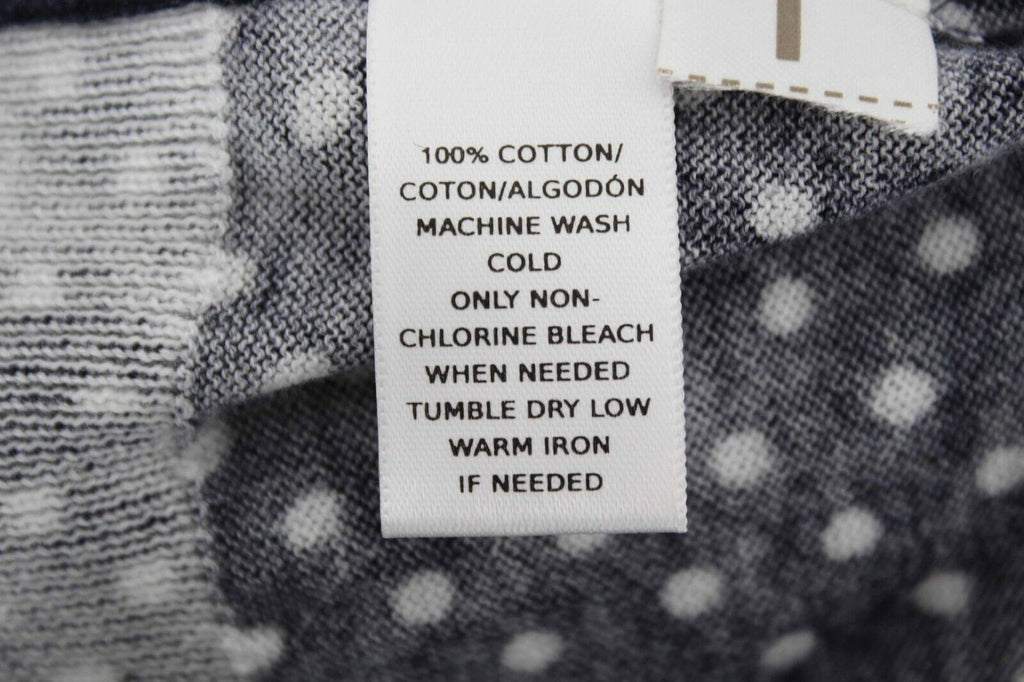 100% COTTON/
COTON/ALGODÓN
MACHINE WASH
COLD
ONLY NON-
CHLORINE BLEACH
WHEN NEEDED
TUMBLE DRY LOW
WARM IRON
IF NEEDED